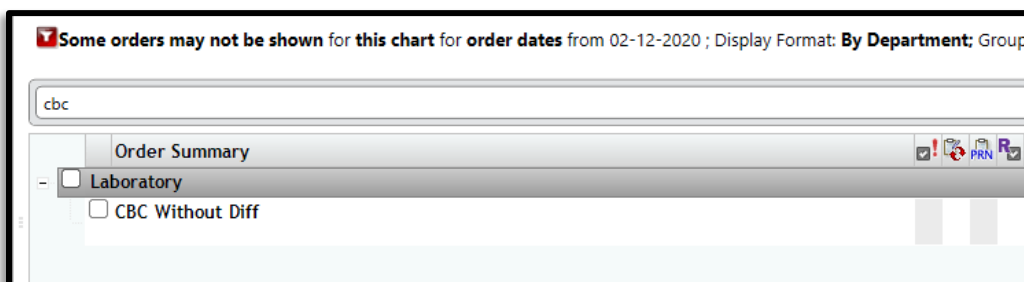 Some orders may not be shown for this chart for order dates from 02-12-2020 ; Display Format: By Department; Group
cbc
Order Summary ! PRN R
Laboratory
CBC Without Diff